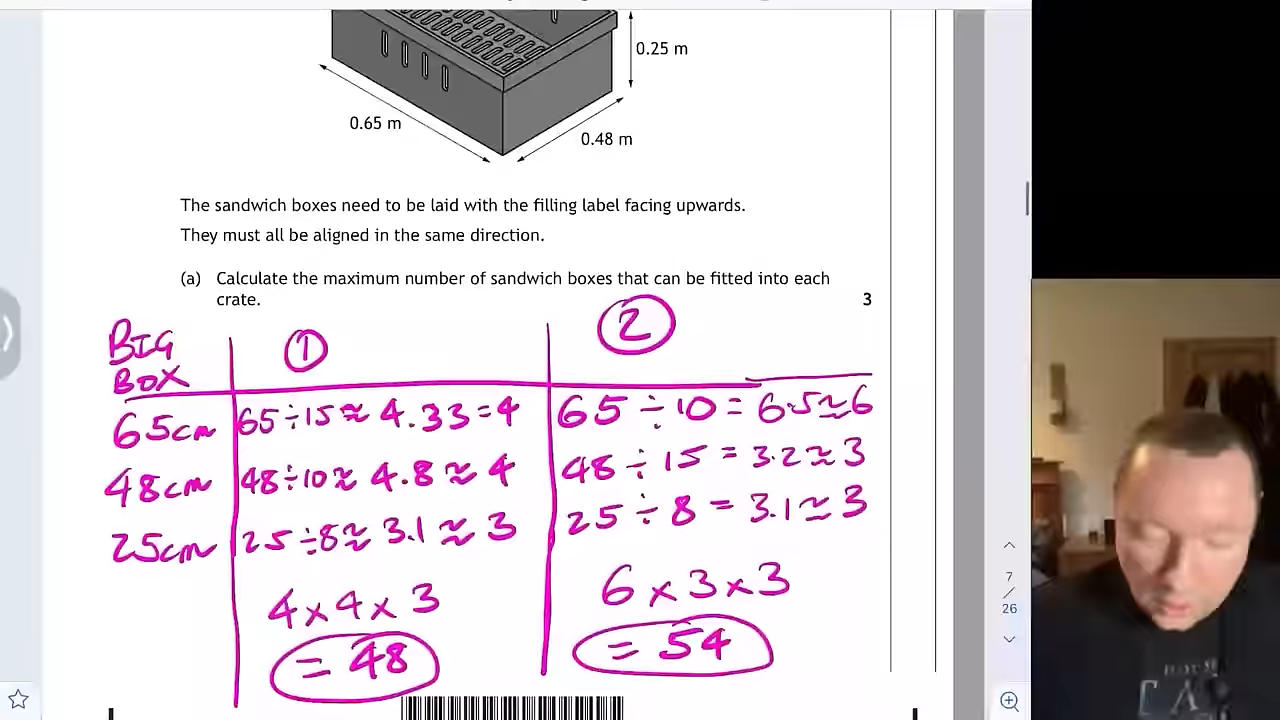 0.25 m
0.65 m
0.48 m
The sandwich boxes need to be laid with the filling label facing upwards.
They must all be aligned in the same direction.
(a) Calculate the maximum number of sandwich boxes that can be fitted into each
crate.
3
BIG
BOX
1
2
65cm
65÷15≈ 4.33=4
65 ÷ 10 = 6.5≃6
48cm
48÷10≈ 4.8 ≈ 4
48 ÷ 15 = 3.2≃ 3
25cm
25÷8≈ 3.1 ≈ 3
25 ÷ 8 = 3.1≃ 3
4 x 4 x 3
= 48
6 x 3 x 3
= 54
7
/
26